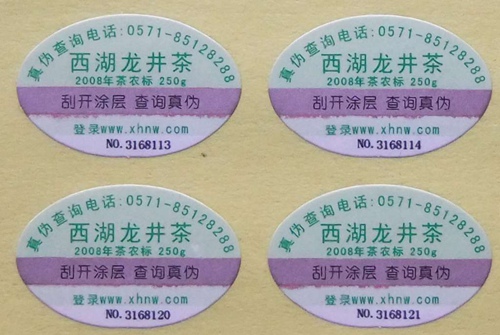 真伪查询电话:0571-85128288
西湖龙井茶
2008年茶农标 250g
刮开涂层 查询真伪
登录www.xhnw.com
NO.3168113
真伪查询电话:0571-85128288
西湖龙井茶
2008年茶农标 250g
刮开涂层 查询真伪
登录www.xhnw.com
NO.3168114
真伪查询电话:0571-85128288
西湖龙井茶
2008年茶农标 250g
刮开涂层 查询真伪
登录www.xhnw.com
NO.3168120
真伪查询电话:0571-85128288
西湖龙井茶
2008年茶农标 250g
刮开涂层 查询真伪
登录www.xhnw.com
NO.3168121